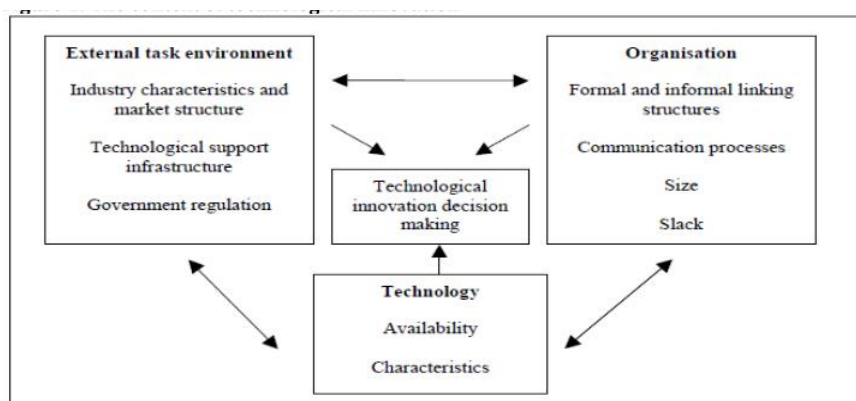 External task environment
Industry characteristics and
market structure
Technological support
infrastructure
Government regulation
Organisation
Formal and informal linking
structures
Communication processes
Size
Slack
Technological
innovation decision
making
Technology
Availability
Characteristics